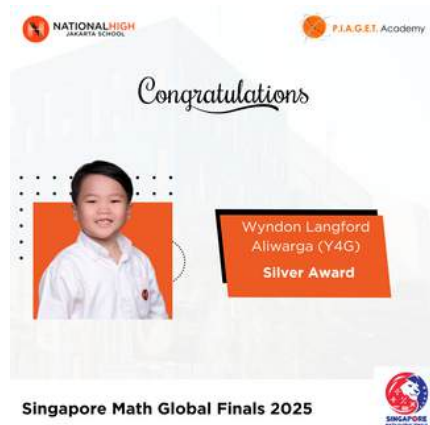 NATIONALHIGH
JAKARTA SCHOOL
P.I.A.G.E.T. Academy
Congratulations
Wyndon Langford
Aliwarga (Y4G)
Silver Award
Singapore Math Global Finals 2025
SINGAPORE